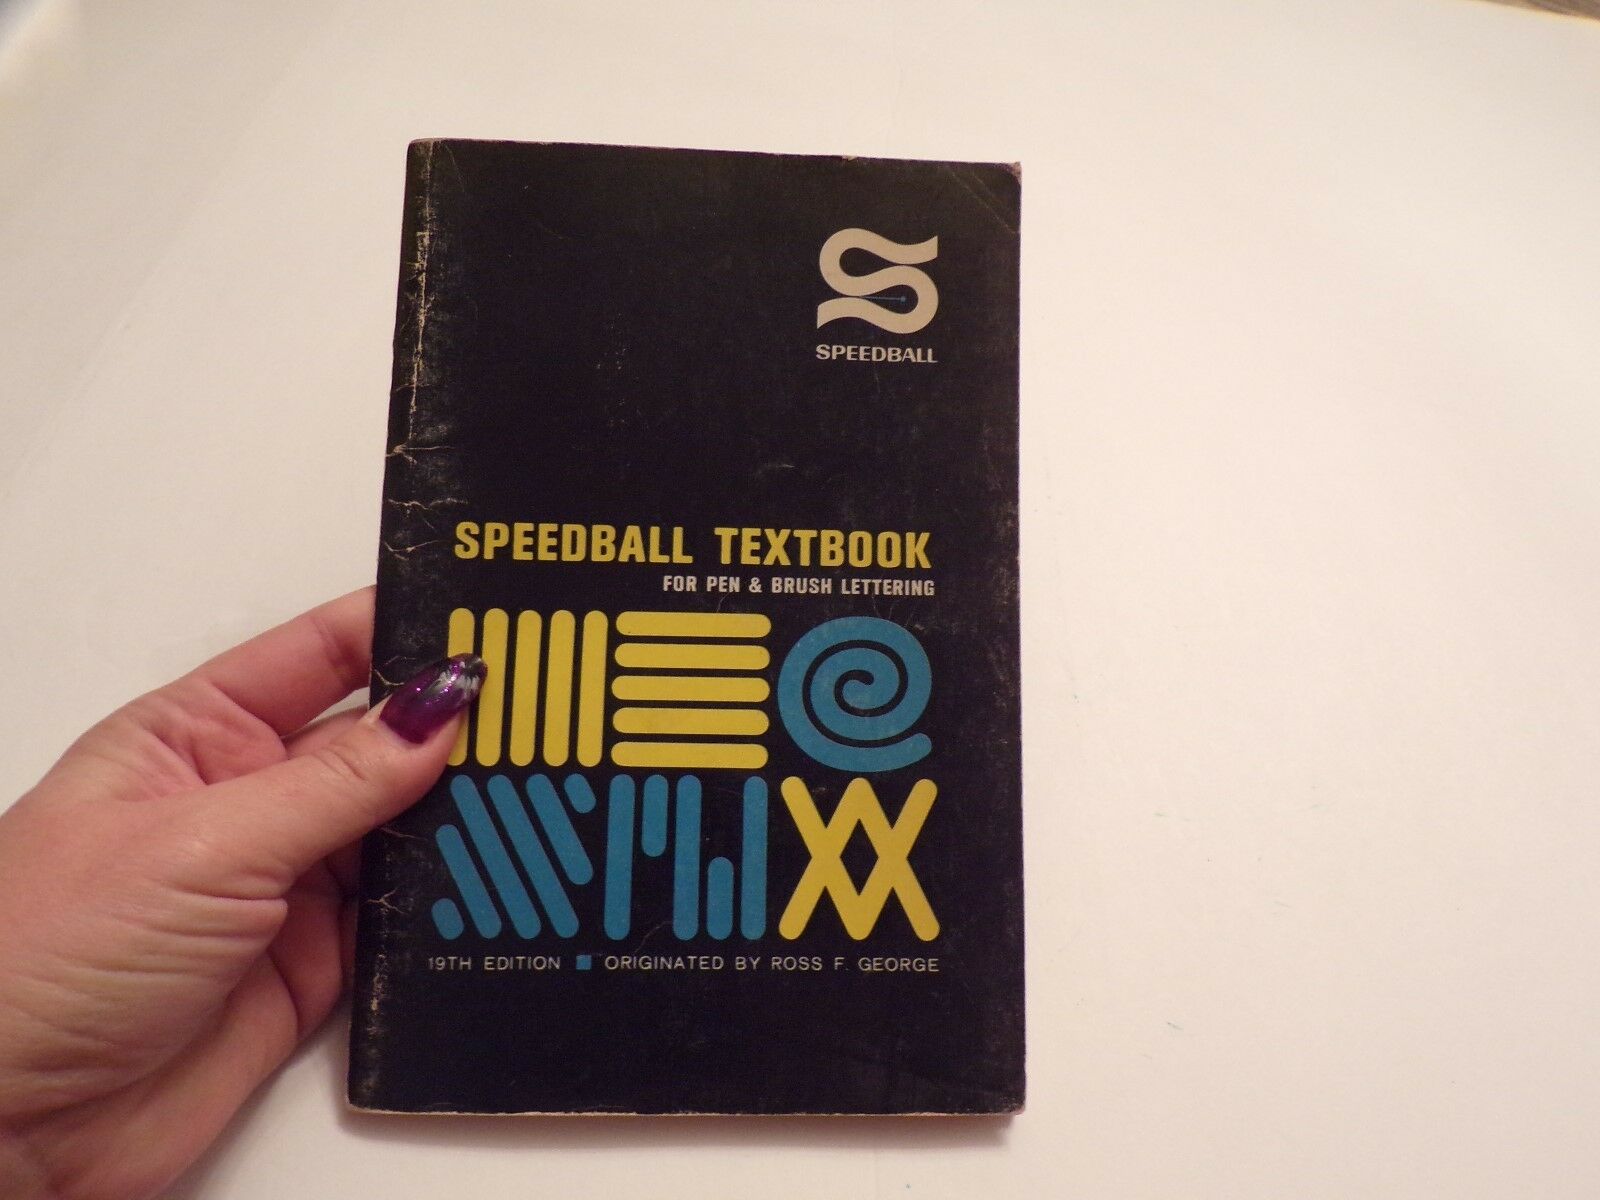 SPEEDBALL
SPEEDBALL TEXTBOOK
FOR PEN & BRUSH LETTERING
19TH EDITION ■ ORIGINATED BY ROSS F. GEORGE